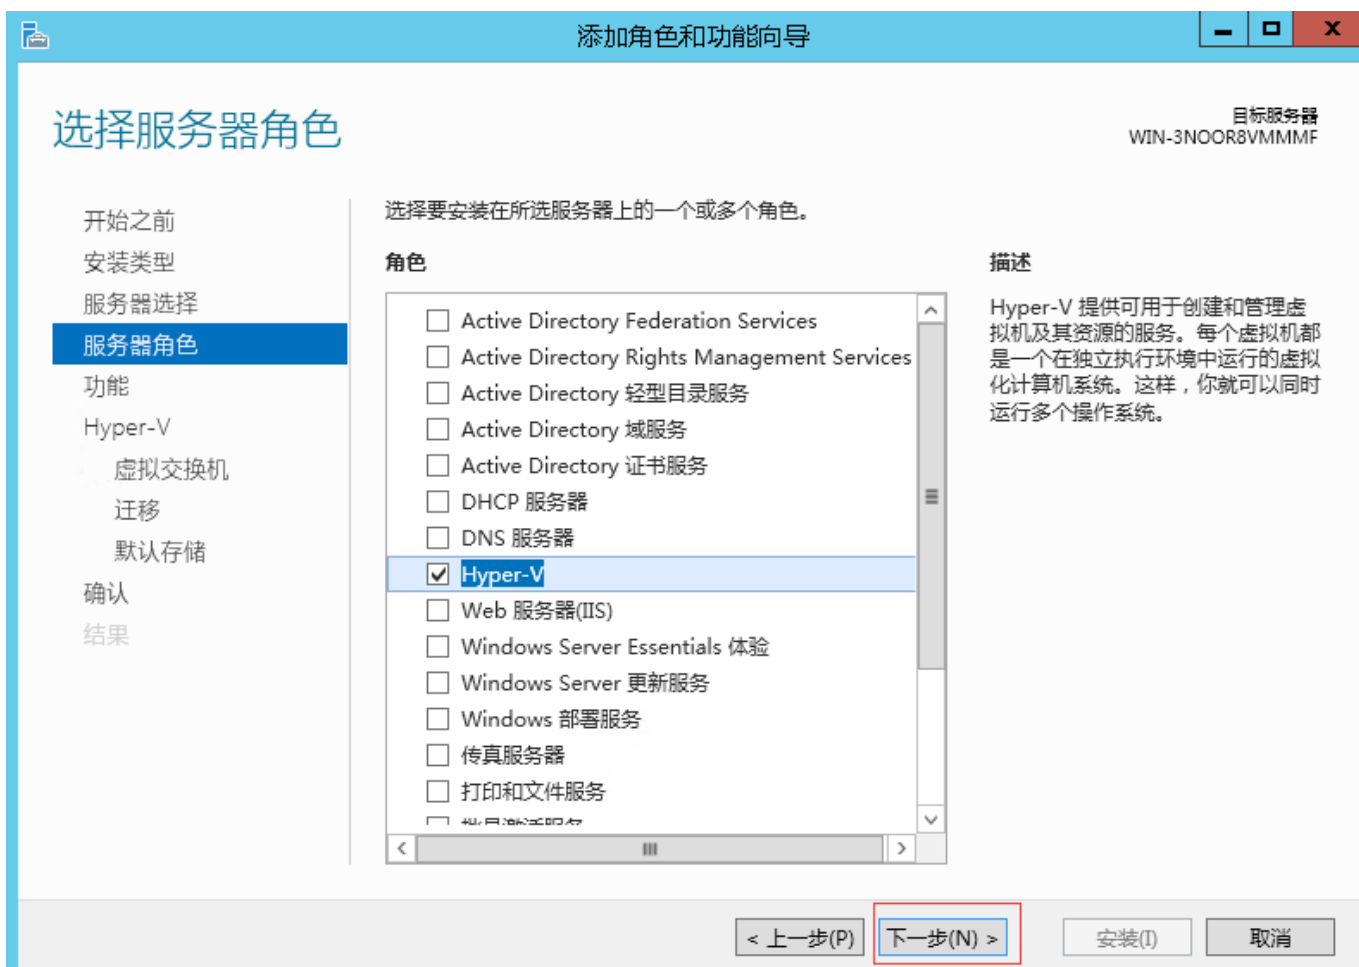 添加角色和功能向导
选择服务器角色
目标服务器
WIN-3NOOR8VMMMF
开始之前
安装类型
服务器选择
服务器角色
功能
Hyper-V
虚拟交换机
迁移
默认存储
确认
结果
选择要安装在所选服务器上的一个或多个角色。
角色
Active Directory Federation Services
Active Directory Rights Management Services
Active Directory 轻型目录服务
Active Directory 域服务
Active Directory 证书服务
DHCP 服务器
DNS 服务器
Hyper-V
Web 服务器(IIS)
Windows Server Essentials 体验
Windows Server 更新服务
Windows 部署服务
传真服务器
打印和文件服务
描述
Hyper-V 提供可用于创建和管理虚
拟机及其资源的服务。每个虚拟机都
是一个在独立执行环境中运行的虚拟
化计算机系统。这样，你就可以同时
运行多个操作系统。
< 上一步(P)
下一步(N) >
安装(I)
取消